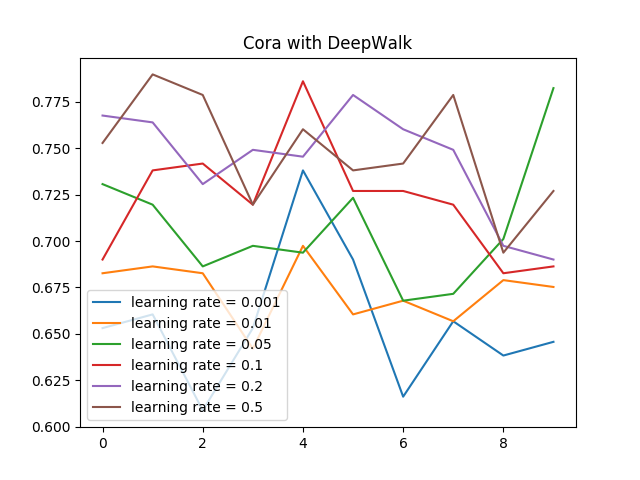 Cora with DeepWalk
0.775
0.750
0.725
0.700
0.675
0.650
0.625
0.600
learning rate = 0.001
learning rate = 0.01
learning rate = 0.05
learning rate = 0.1
learning rate = 0.2
learning rate = 0.5
0 2 4 6 8